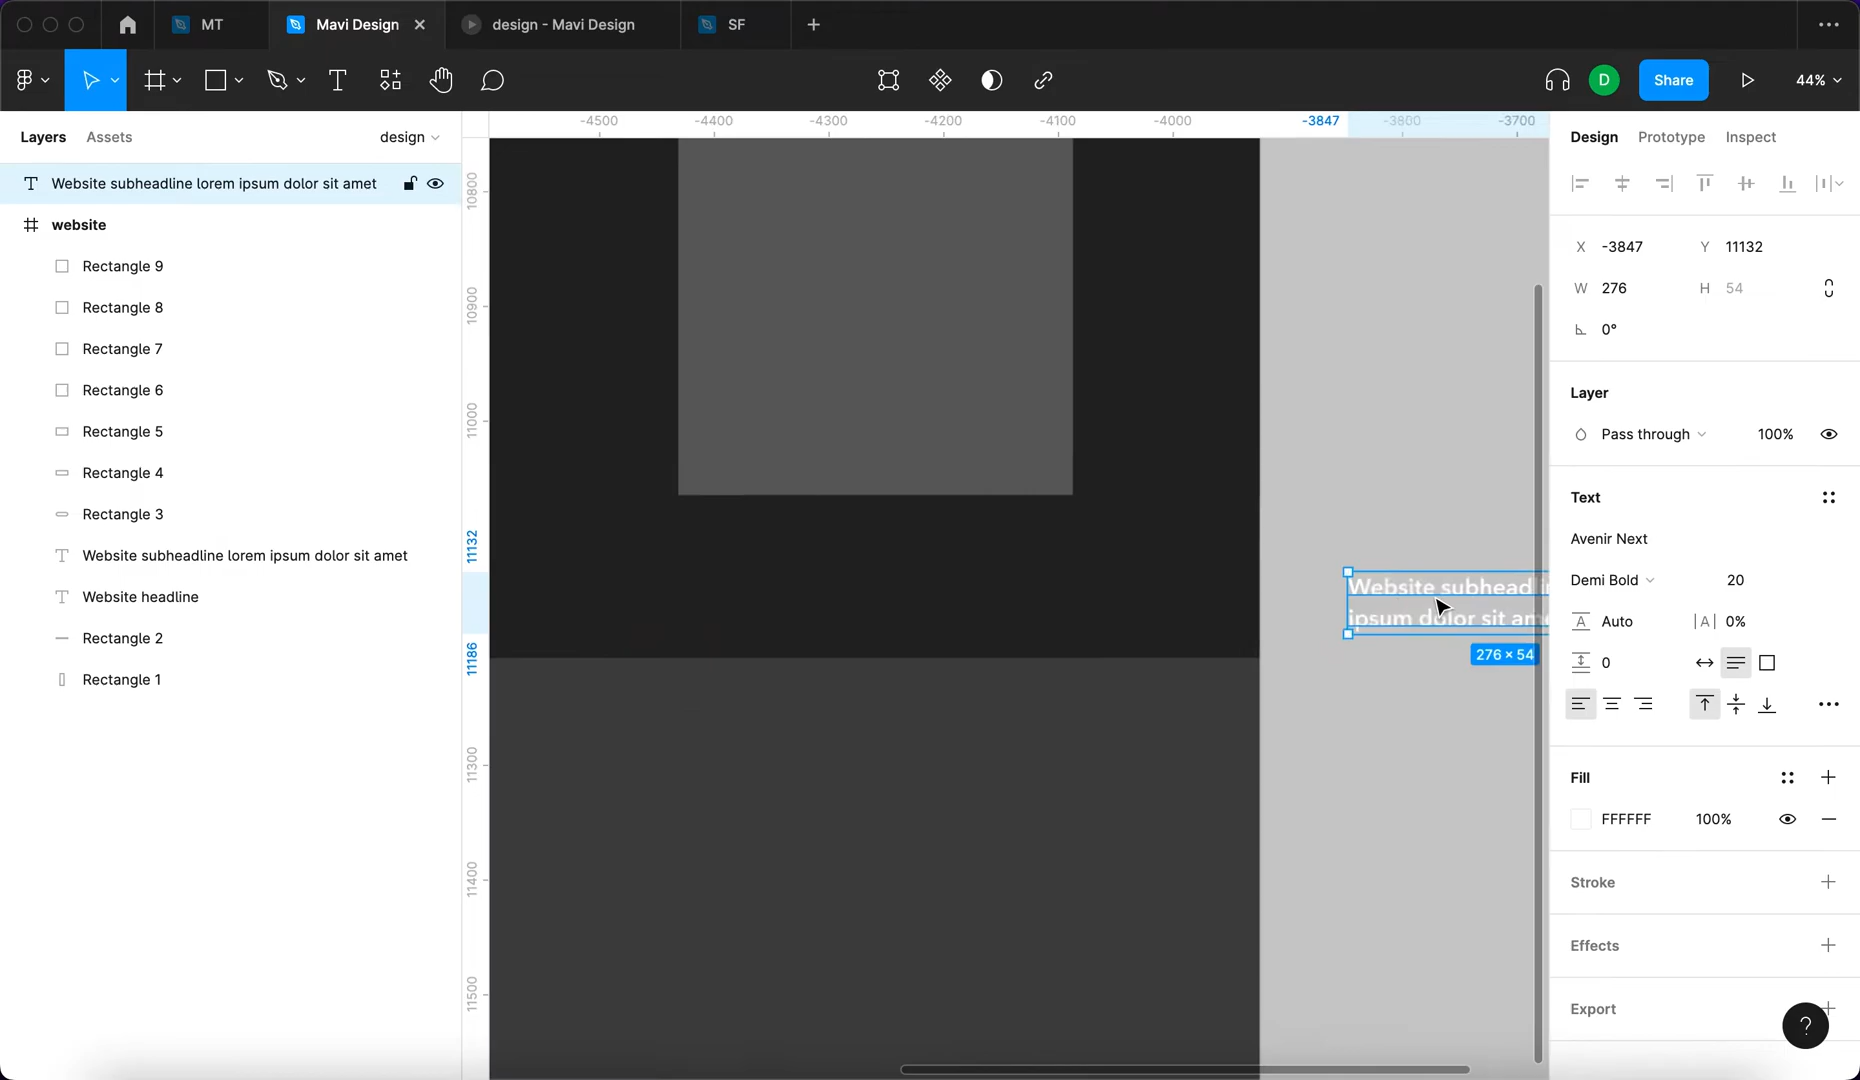 MT
Mavi Design
design - Mavi Design
SF
D
Share
44%
Layers
Assets
design
Website subheadline lorem ipsum dolor sit amet
website
Rectangle 9
Rectangle 8
Rectangle 7
Rectangle 6
Rectangle 5
Rectangle 4
Rectangle 3
Website subheadline lorem ipsum dolor sit amet
Website headline
Rectangle 2
Rectangle 1
-4500
-4400
-4300
-4200
-4100
-4000
-3847
-3800
-3700
10800
10900
11000
11132
11186
11300
11400
11500
Website subheadlin
ipsum dolor sit ame
276 × 54
Design
Prototype
Inspect
X -3847
Y 11132
W 276
H 54
0°
Layer
Pass through
100%
Text
Avenir Next
Demi Bold
20
A Auto
|A| 0%
0
Fill
FFFFFF
100%
Stroke
Effects
Export
?